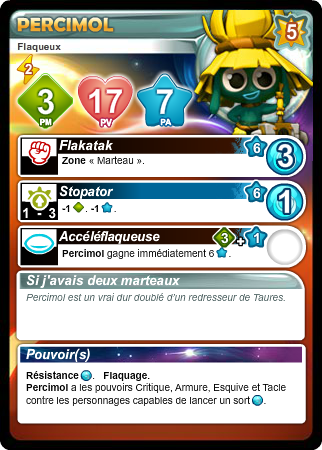 PERCIMOL
5
Flaqueux
2
3
PM
17
PV
7
PA
Flakatak
6
3
Zone « Marteau ».
Stopator
6
1
1 - 3
-1 . -1 .
Accéléflaqueuse
3 + 1
Percimol gagne immédiatement 6 .
Si j'avais deux marteaux
Percimol est un vrai dur doublé d'un redresseur de Taures.
Pouvoir(s)
Résistance . Flaquage.
Percimol a les pouvoirs Critique, Armure, Esquive et Tacle
contre les personnages capables de lancer un sort .